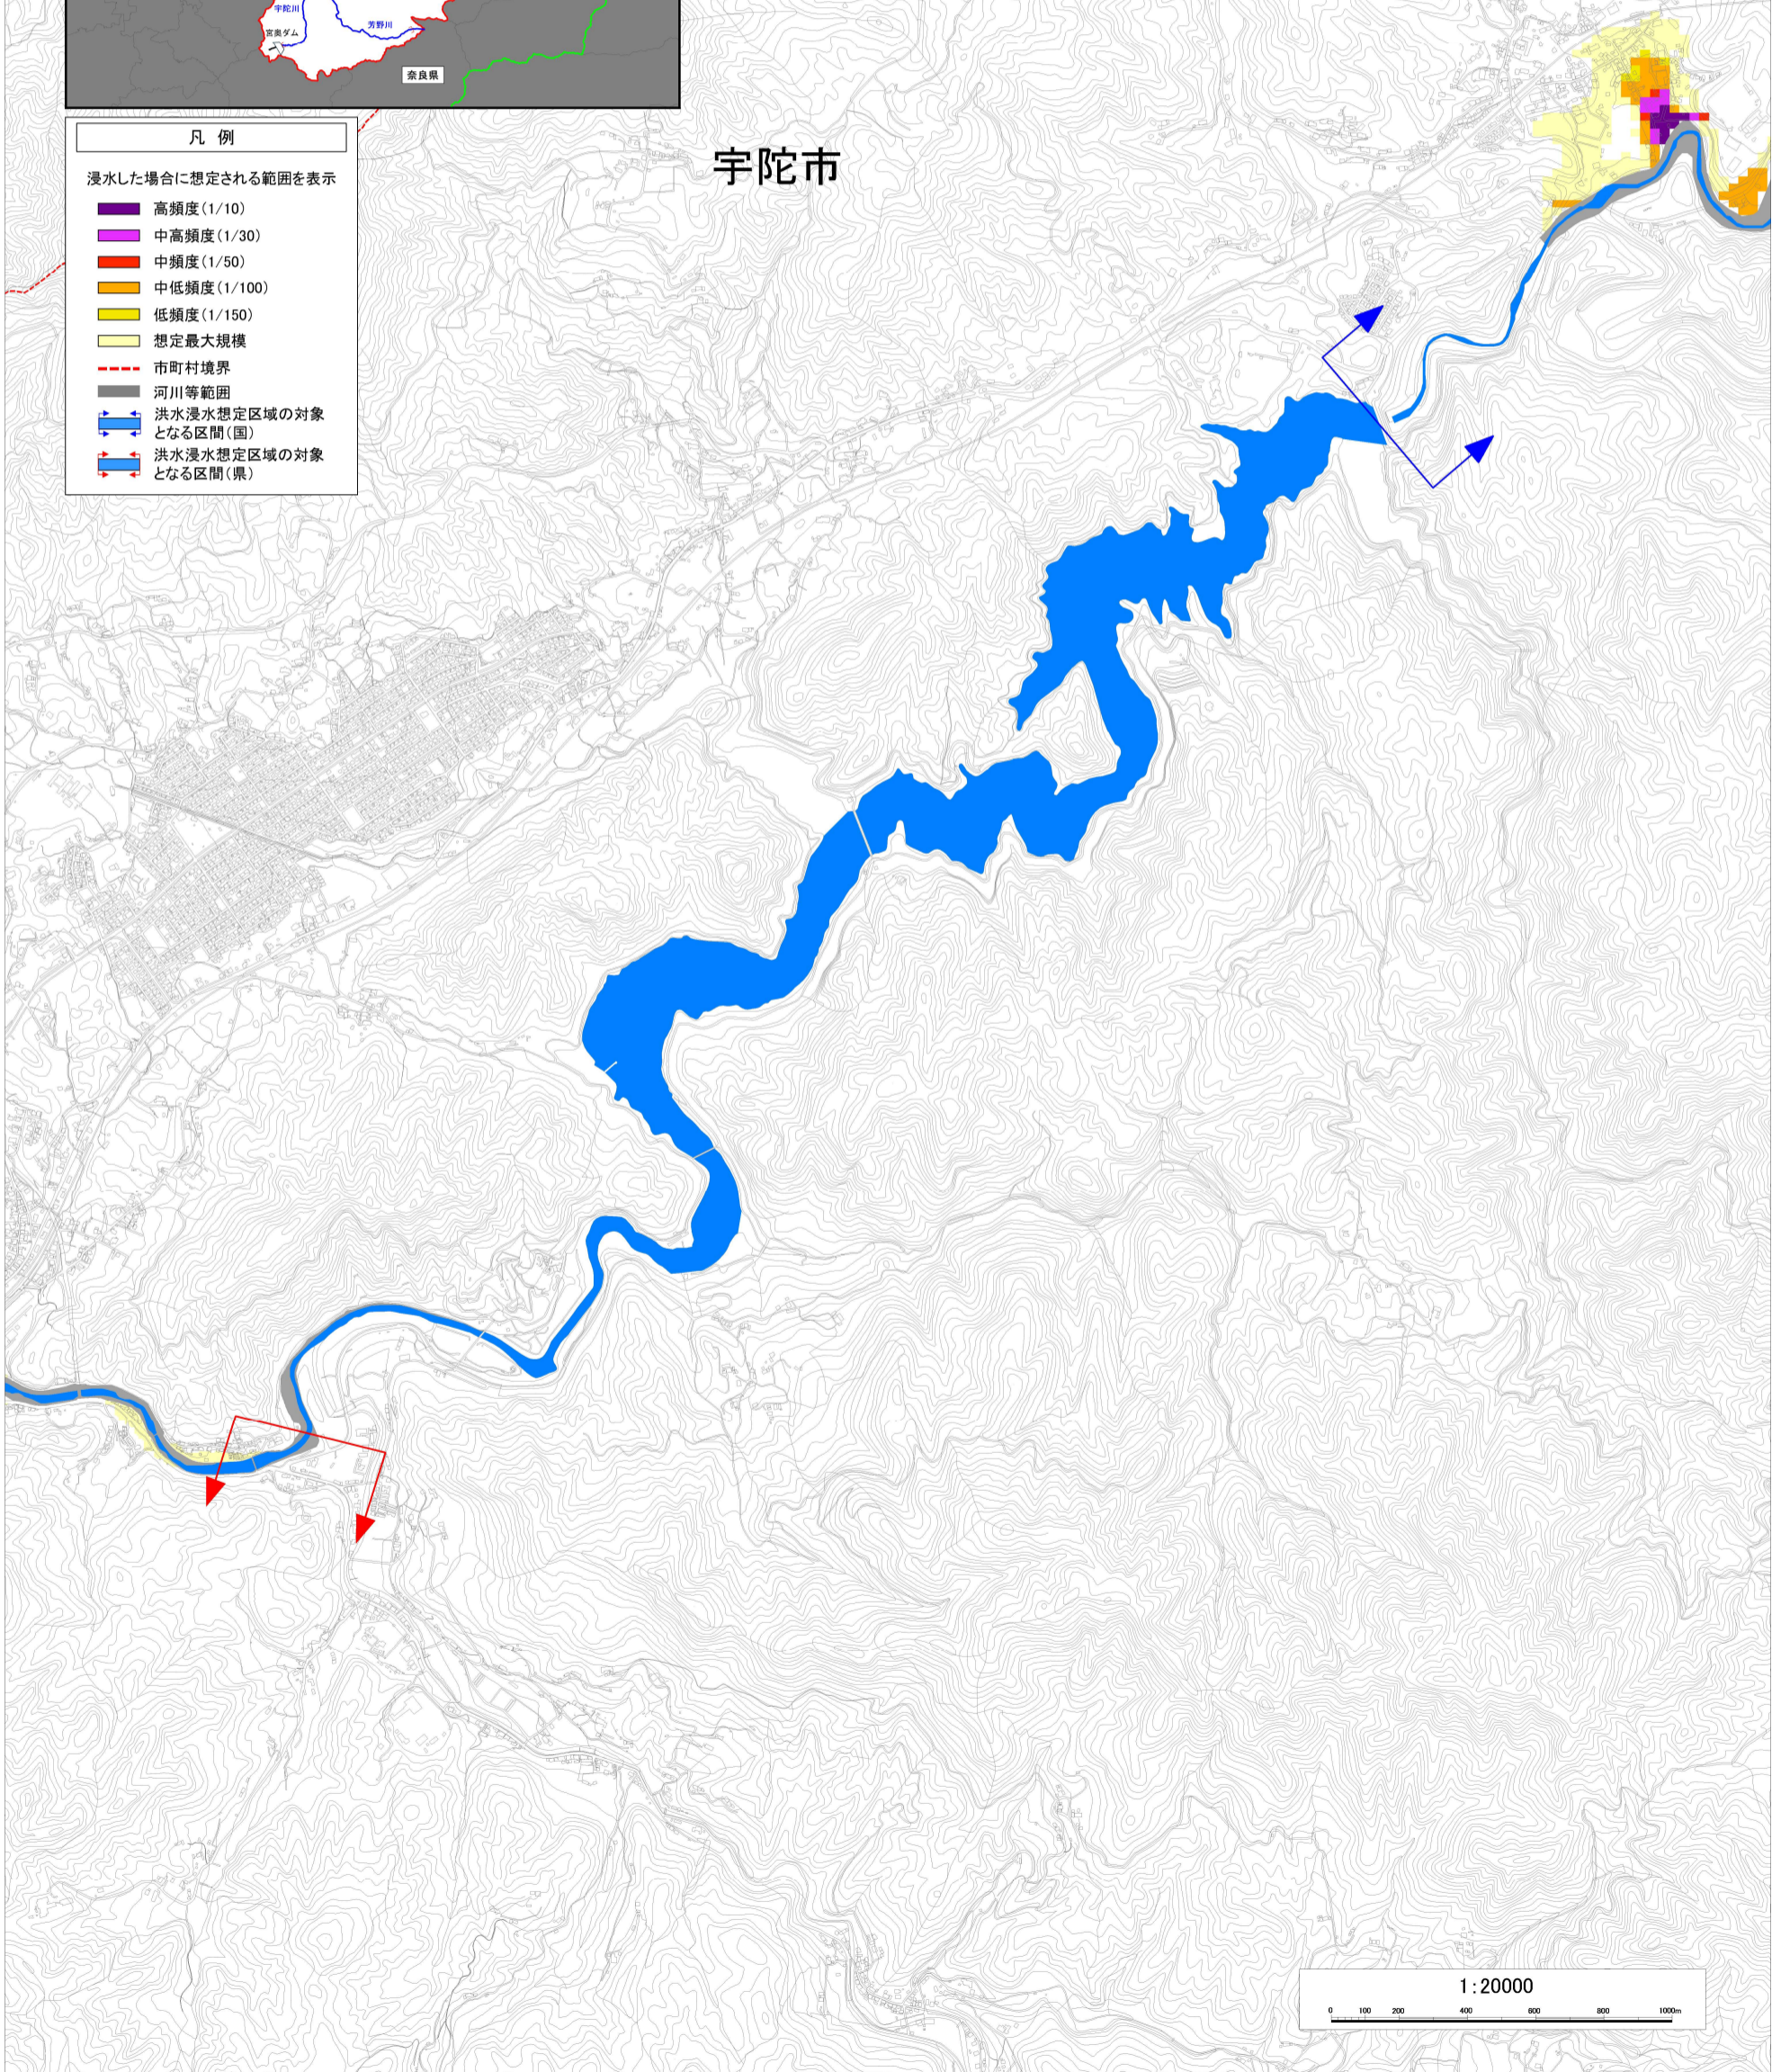 宇陀川
芳野川
宮奥ダム
奈良県
凡 例
浸水した場合に想定される範囲を表示
高頻度(1/10)
中高頻度(1/30)
中頻度(1/50)
中低頻度(1/100)
低頻度(1/150)
想定最大規模
市町村境界
河川等範囲
洪水浸水想定区域の対象
となる区間(国)
洪水浸水想定区域の対象
となる区間(県)
宇陀市
1:20000
0 100 200 400 600 800 1000m